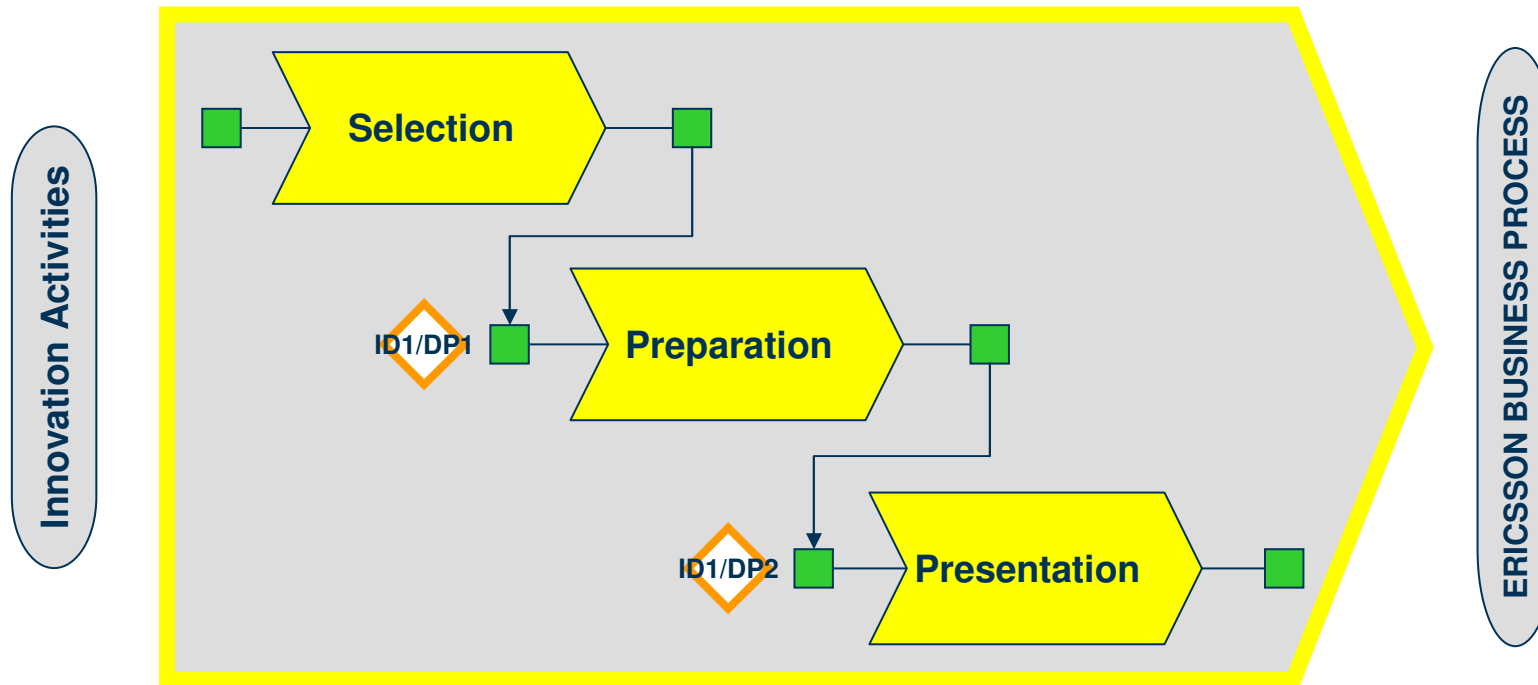 Innovation Activities
Selection
ID1/DP1
Preparation
ID1/DP2
Presentation
ERICSSON BUSINESS PROCESS